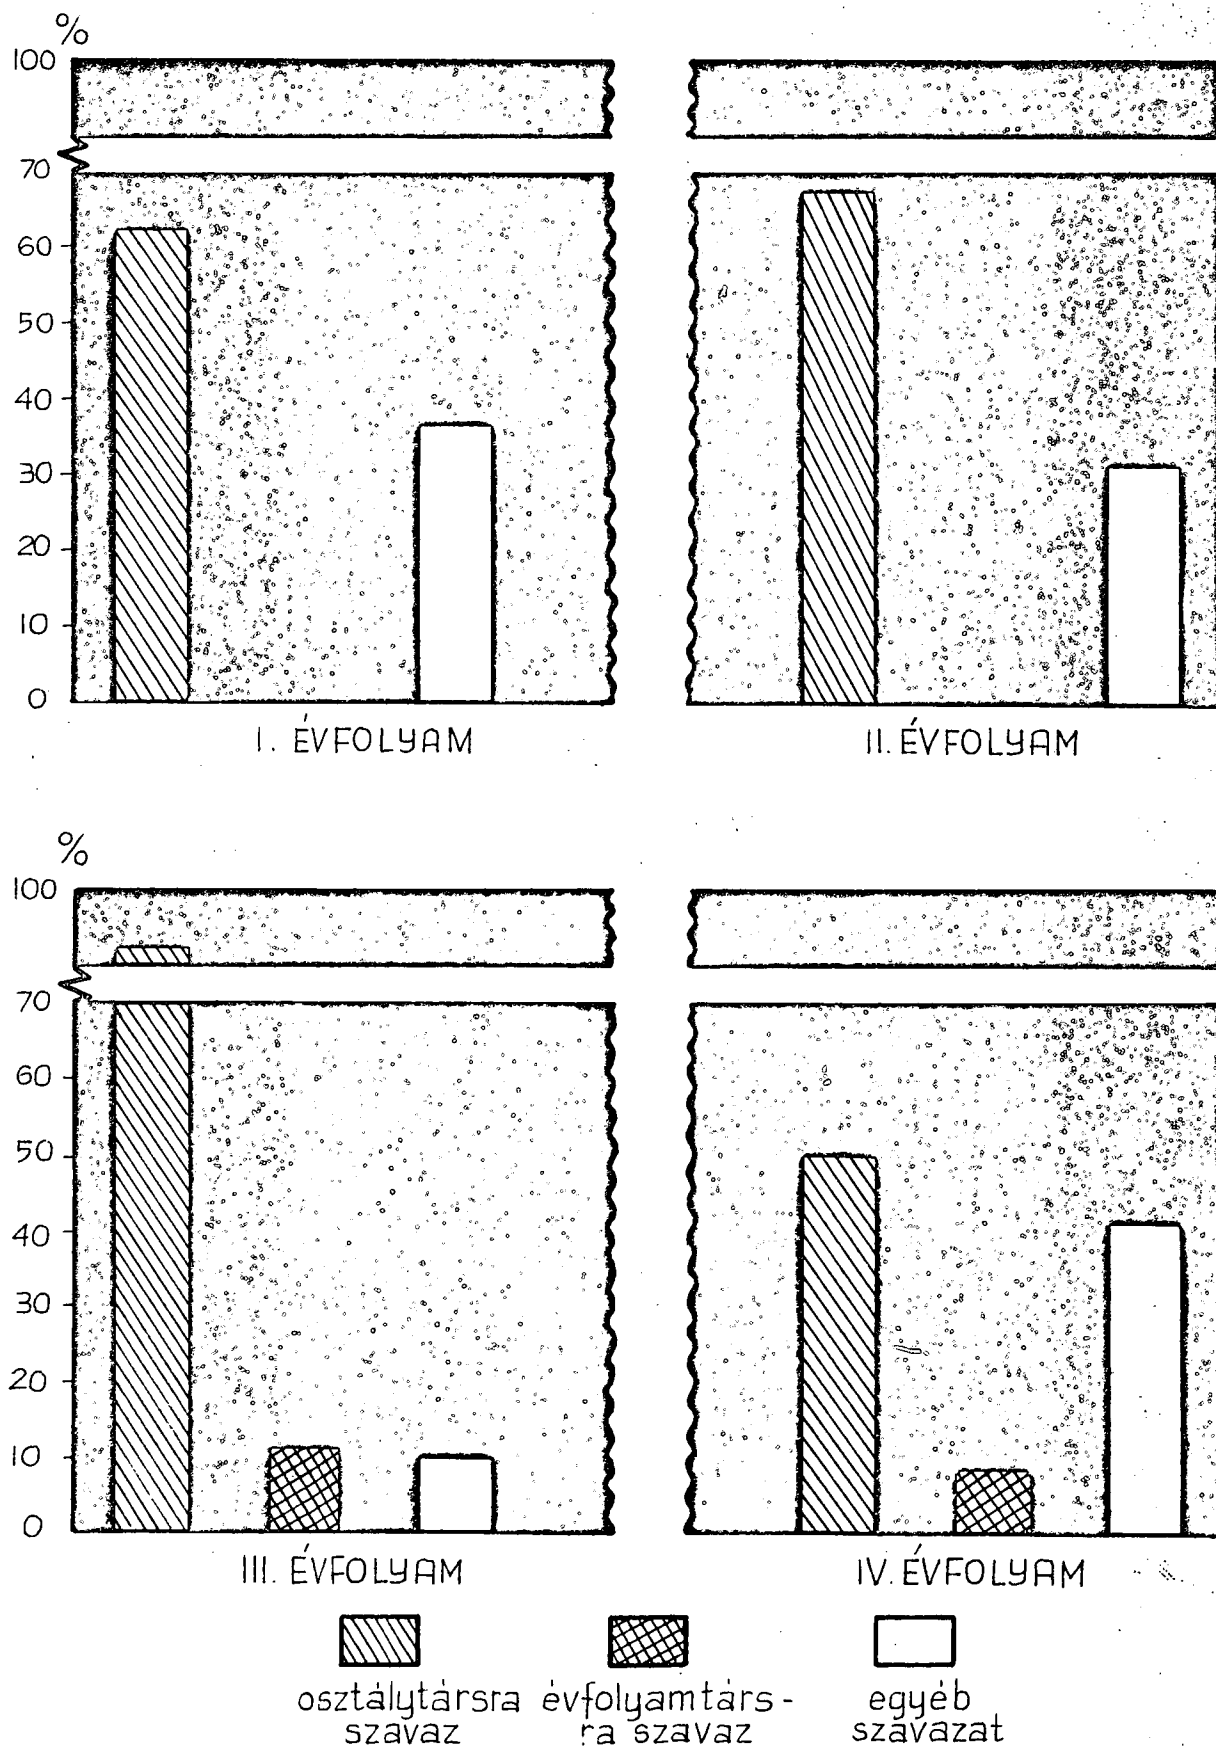 %
100
70
60
50
40
30
20
10
0
I. ÉVFOLYAM
II. ÉVFOLYAM
%
100
70
60
50
40
30
20
10
0
III. ÉVFOLYAM
IV. ÉVFOLYAM
osztálytársra
szavaz
évfolyamtárs-
ra szavaz
egyéb
szavazat